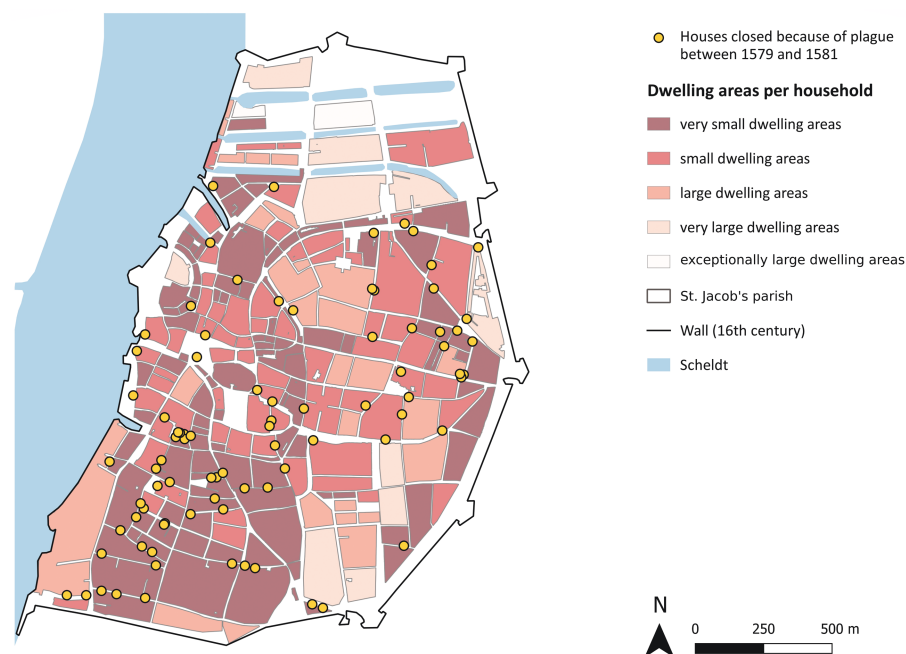 Houses closed because of plague
between 1579 and 1581
Dwelling areas per household
very small dwelling areas
small dwelling areas
large dwelling areas
very large dwelling areas
exceptionally large dwelling areas
St. Jacob's parish
Wall (16th century)
Scheldt
N
0 250 500 m